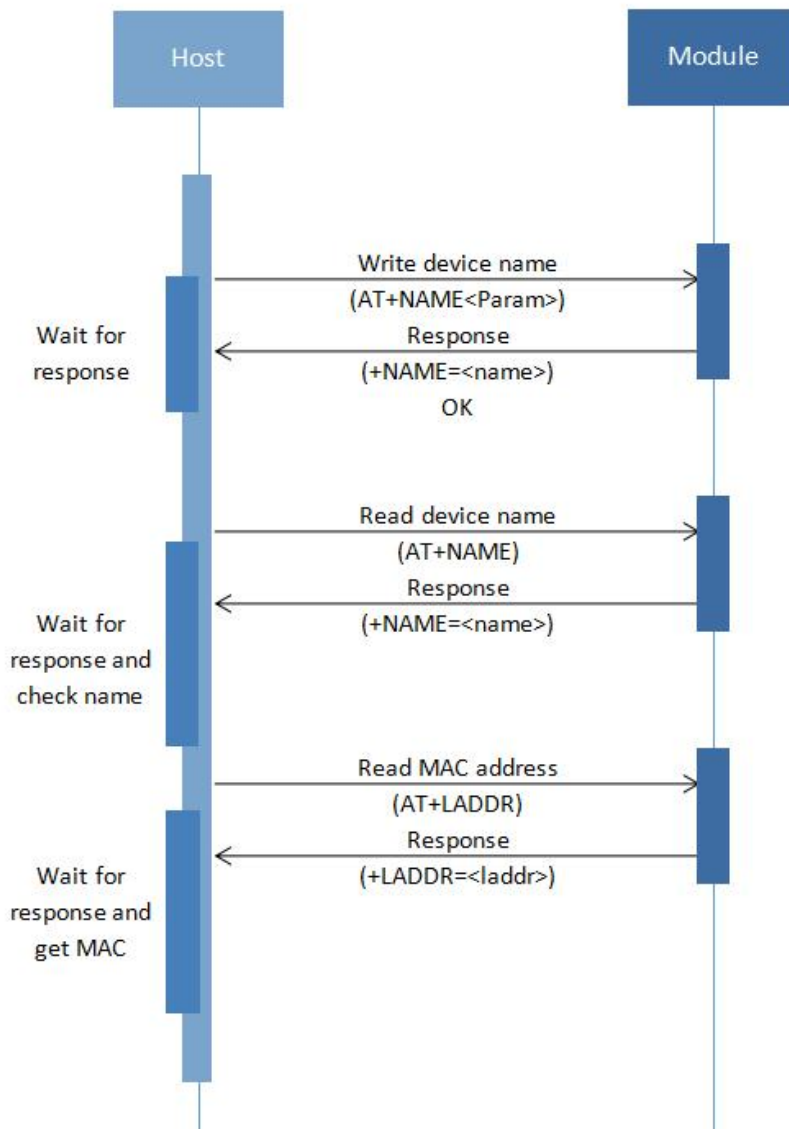 Host
Module
Write device name
(AT+NAME<Param>)
Wait for
response
Response
(+NAME=<name>)
OK
Read device name
(AT+NAME)
Response
(+NAME=<name>)
Wait for
response and
check name
Read MAC address
(AT+LADDR)
Response
(+LADDR=<laddr>)
Wait for
response and
get MAC